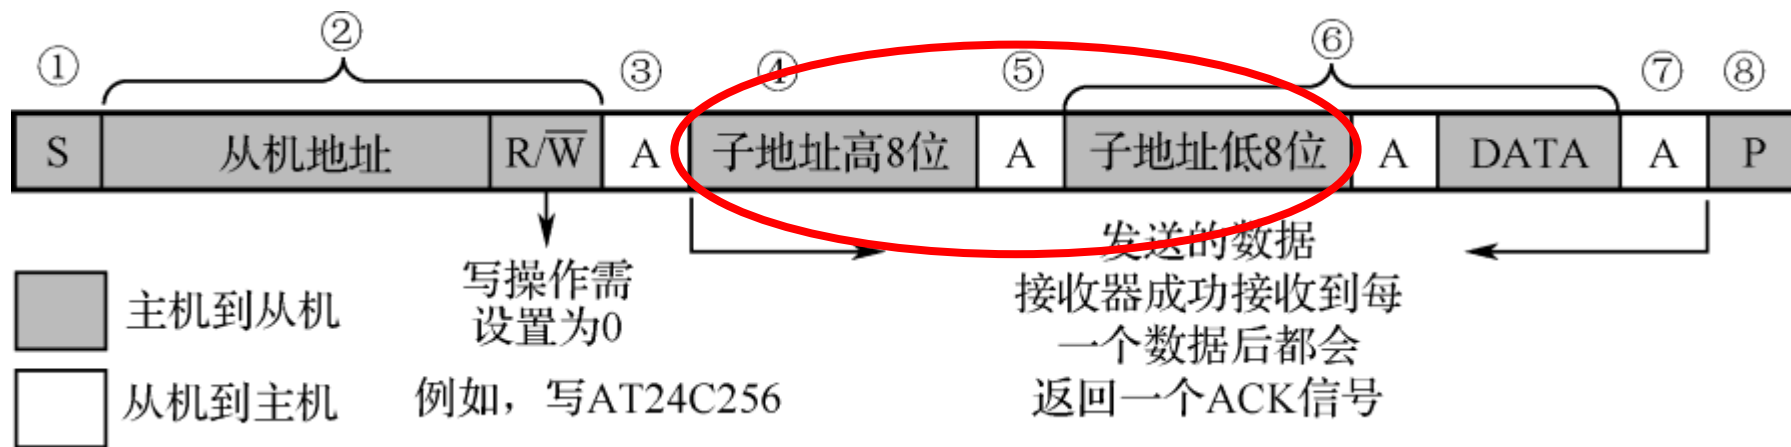 ① ② ③ ④ ⑤ ⑥ ⑦ ⑧
S 从机地址 R/W̅ A 子地址高8位 A 子地址低8位 A DATA A P
写操作需
设置为0
发送的数据
接收器成功接收到每
一个数据后都会
返回一个ACK信号
主机到从机
从机到主机
例如，写AT24C256